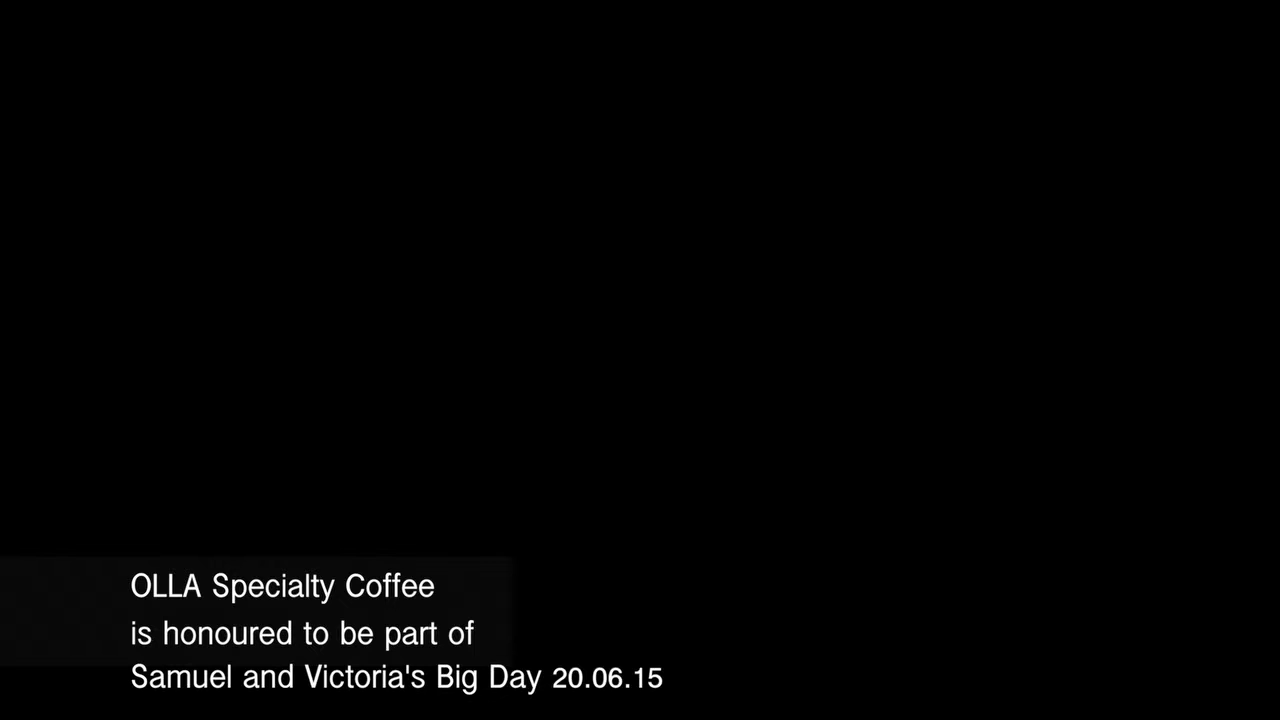 OLLA Specialty Coffee
is honoured to be part of
Samuel and Victoria's Big Day 20.06.15